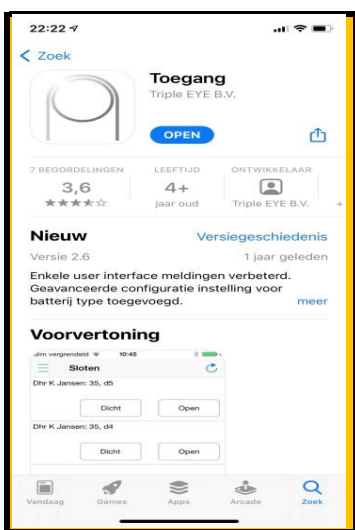 22:22
Zoek
Toegang
Triple EYE B.V.
OPEN
7 BEOORDELINGEN
3,6
LEEFTIJD
4+
jaar oud
ONTWIKKELAAR
Triple EYE B.V.
Nieuw
Versiegeschiedenis
Versie 2.6
1 jaar geleden
Enkele user interface meldingen verbeterd.
Geavanceerde configuratie instelling voor
batterij type toegevoegd.
meer
Voorvertoning
vergrendeld
10:45
Sloten
Dhr K Jansen: 35, d5
Dicht
Open
Dhr K Jansen: 35, d4
Dicht
Open
Vandaag
Games
Apps
Arcade
Zoek